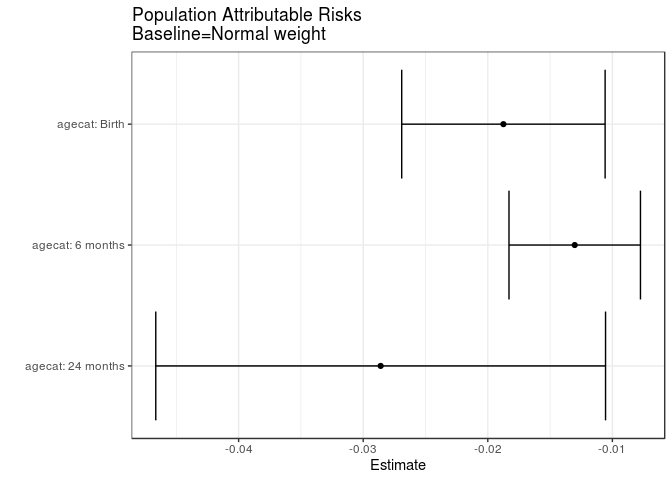 Population Attributable Risks
Baseline=Normal weight
agecat: Birth
agecat: 6 months
agecat: 24 months
-0.04
-0.03
-0.02
-0.01
Estimate